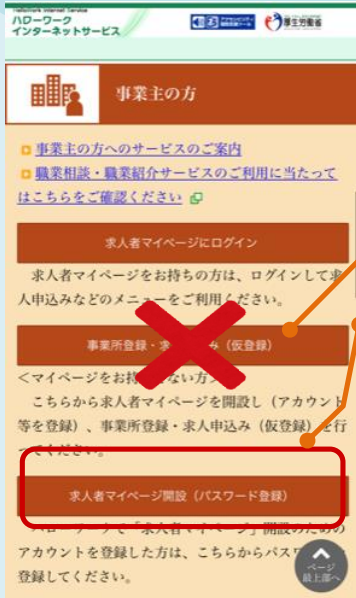 HelloWork Internet Service
ハローワーク
インターネットサービス
厚生労働省
事業主の方
事業主の方へのサービスのご案内
職業相談・職業紹介サービスのご利用に当たって
はこちらをご確認ください
求人者マイページにログイン
求人者マイページをお持ちの方は、ログインして求
人申込みなどのメニューをご利用ください。
事業所登録・求 み（仮登録）
＜マイページをお持 ない方＞
こちらから求人者マイページを開設し（アカウント
等を登録）、事業所登録・求人申込み（仮登録）を行
ってください。
求人者マイページ開設（パスワード登録）
ハローワークで「求人者マイページ」開設のための
アカウントを登録した方は、こちらからパス
登録してください。
ページ
最上部へ